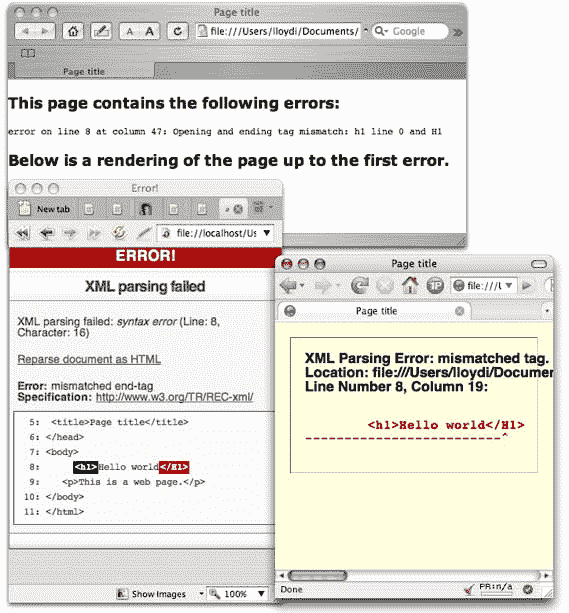 Page title
A A
file:///Users/lloydi/Documents/
Google
Page title
This page contains the following errors:
error on line 8 at column 47: Opening and ending tag mismatch: h1 line 0 and H1
Below is a rendering of the page up to the first error.
Error!
New tab
file://localhost/Us
ERROR!
XML parsing failed
XML parsing failed: syntax error (Line: 8,
Character: 16)
Reparse document as HTML
Error: mismatched end-tag
Specification: http://www.w3.org/TR/REC-xml/
5: <title>Page title</title>
6: </head>
7: <body>
8: <h1>Hello world</H1>
9: <p>This is a web page.</p>
10: </body>
11: </html>
Show Images
100%
Page title
file:///U
Page title
XML Parsing Error: mismatched tag.
Location: file:///Users/lloydi/Documen
Line Number 8, Column 19:
<h1>Hello world</H1>
------------------------^
Done
PR:n/a